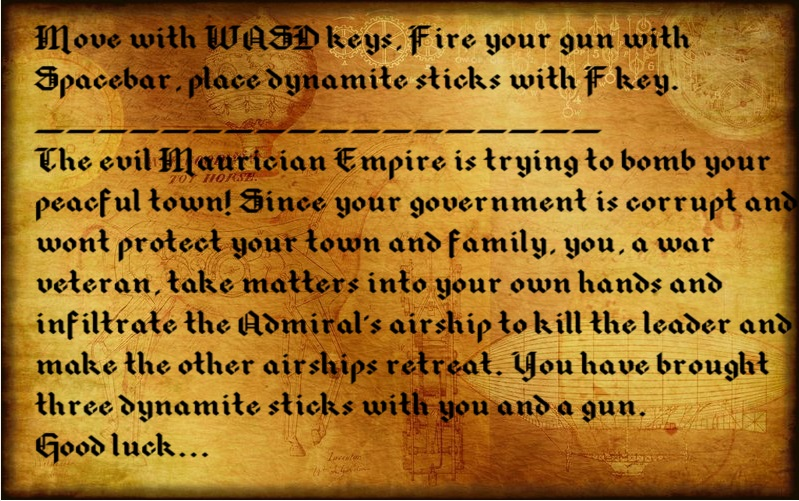 Move with WASD keys, Fire your gun with
Spacebar, place dynamite sticks with F key.
____________________________
The evil Maurician Empire is trying to bomb your
peacful town! Since your government is corrupt and
wont protect your town and family, you, a war
veteran, take matters into your own hands and
infiltrate the Admiral's airship to kill the leader and
make the other airships retreat. You have brought
three dynamite sticks with you and a gun.
Good luck...
TOY HORSE.